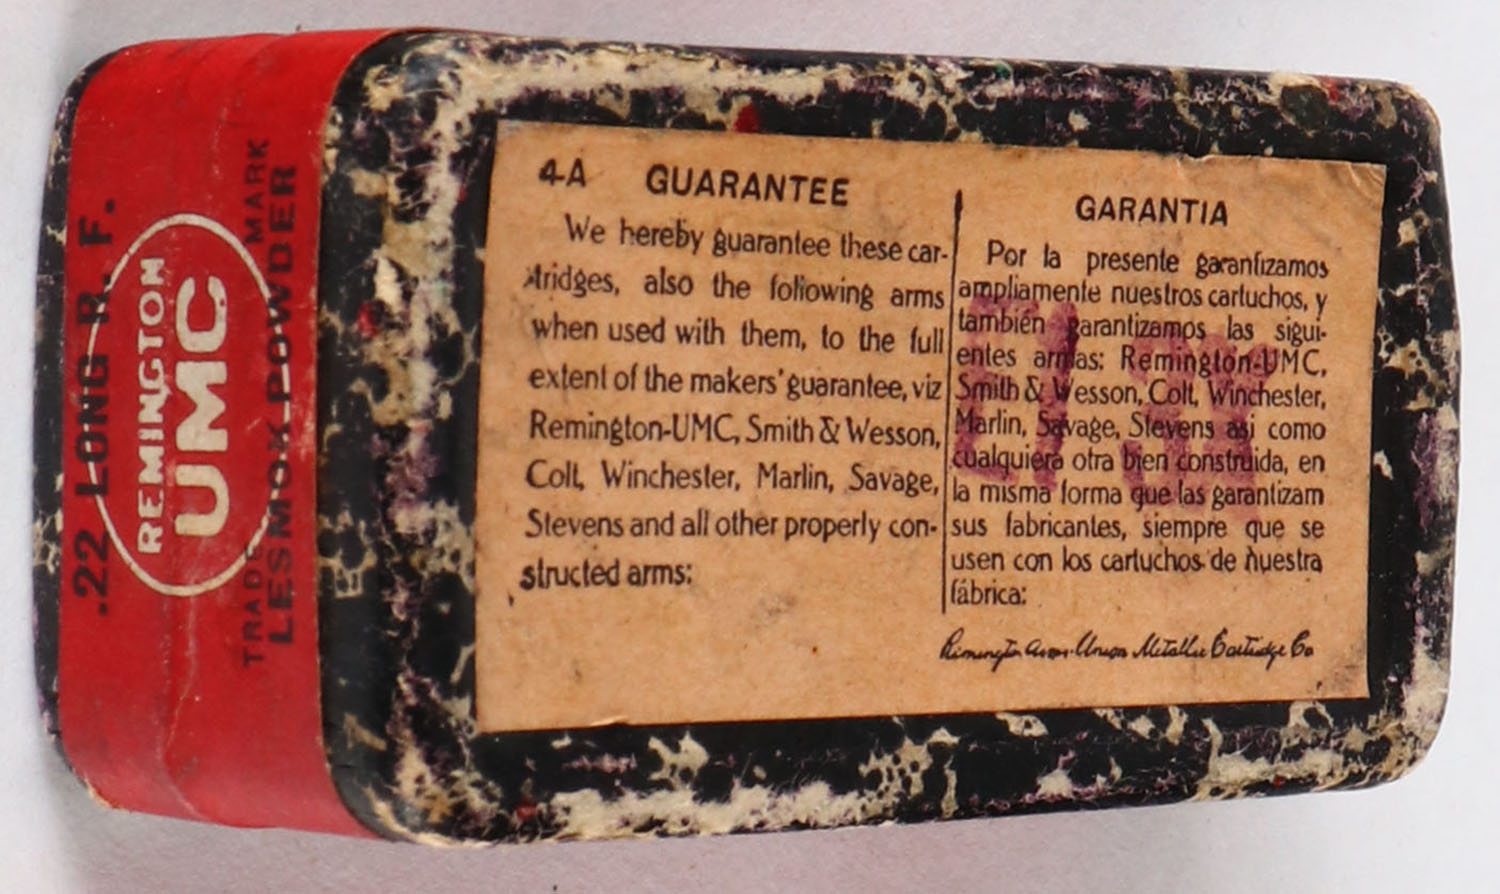 .22 LONG R. F.
REMINGTON
UMC
TRADE MARK
LESMOK POWDER
4-A GUARANTEE
We hereby guarantee these car-
tridges, also the following arms
when used with them, to the full
extent of the makers' guarantee, viz
Remington-UMC, Smith & Wesson,
Colt, Winchester, Marlin, Savage,
Stevens and all other properly con-
structed arms:
GARANTIA
Por la presente garantizamos
ampliamente nuestros cartuchos, y
también garantizamos las sigui-
entes armas: Remington-UMC,
Smith & Wesson, Colt, Winchester,
Marlin, Savage, Stevens asi como
cualquiera otra bien construida, en
la misma forma que las garantizam
sus fabricantes, siempre que se
usen con los cartuchos de nuestra
fábrica:
Remington Arms-Union Metallic Cartridge Co